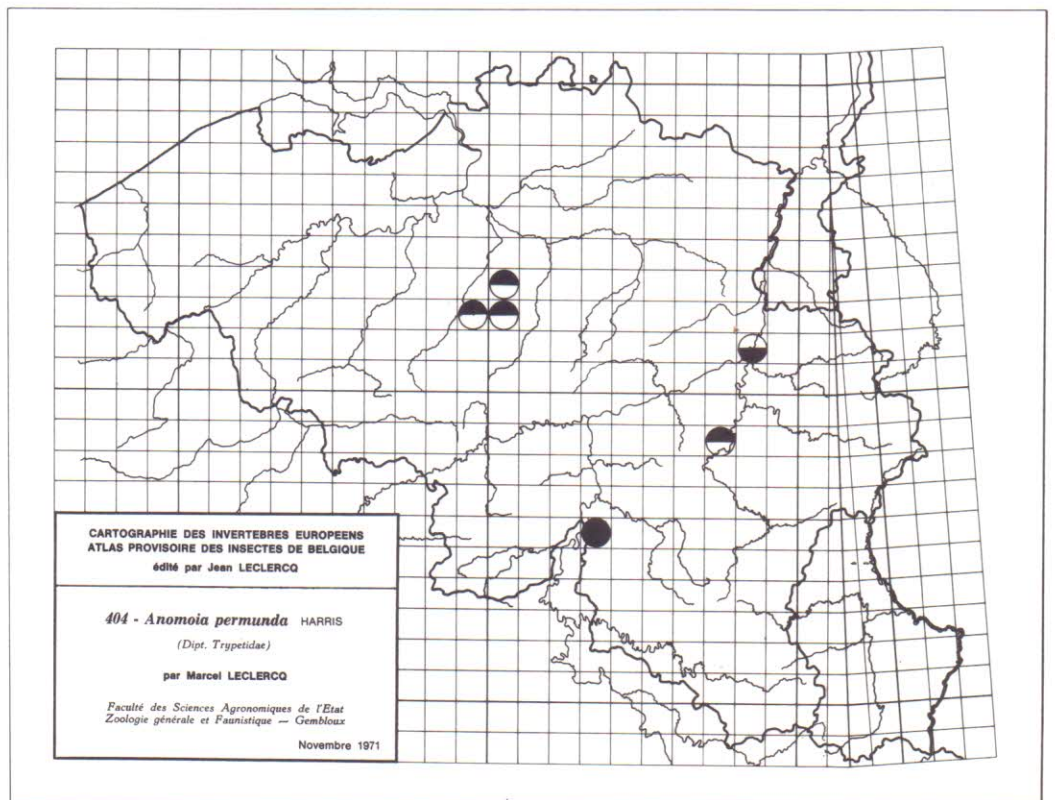 CARTOGRAPHIE DES INVERTEBRES EUROPEENS
ATLAS PROVISOIRE DES INSECTES DE BELGIQUE
édité par Jean LECLERCQ
404 - Anomoia permunda HARRIS
(Dipt. Trypetidae)
par Marcel LECLERCQ
Faculté des Sciences Agronomiques de l'Etat
Zoologie générale et Faunistique — Gembloux
Novembre 1971